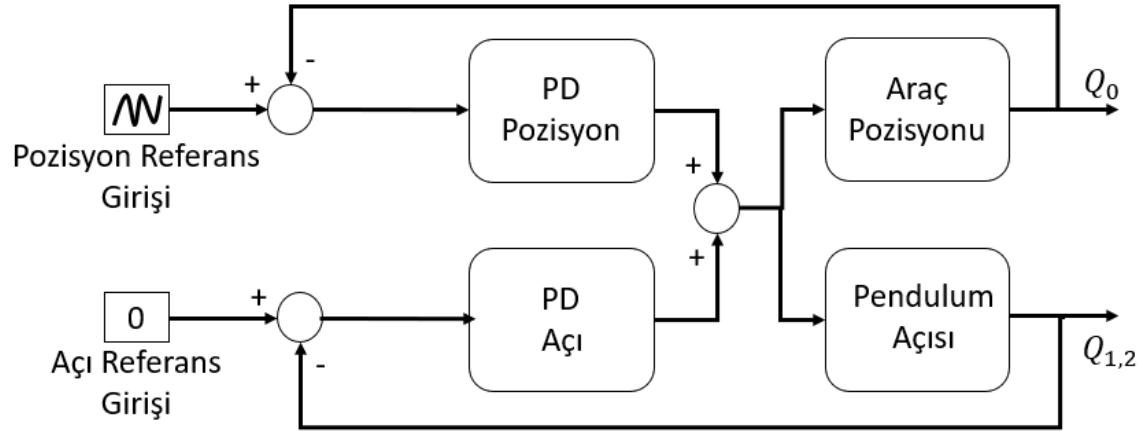 -
+
PD
Pozisyon
Araç
Pozisyonu
Q₀
Pozisyon Referans
Girişi
+
+
0
Açı Referans
Girişi
+
-
PD
Açı
Pendulum
Açısı
Q₁,₂